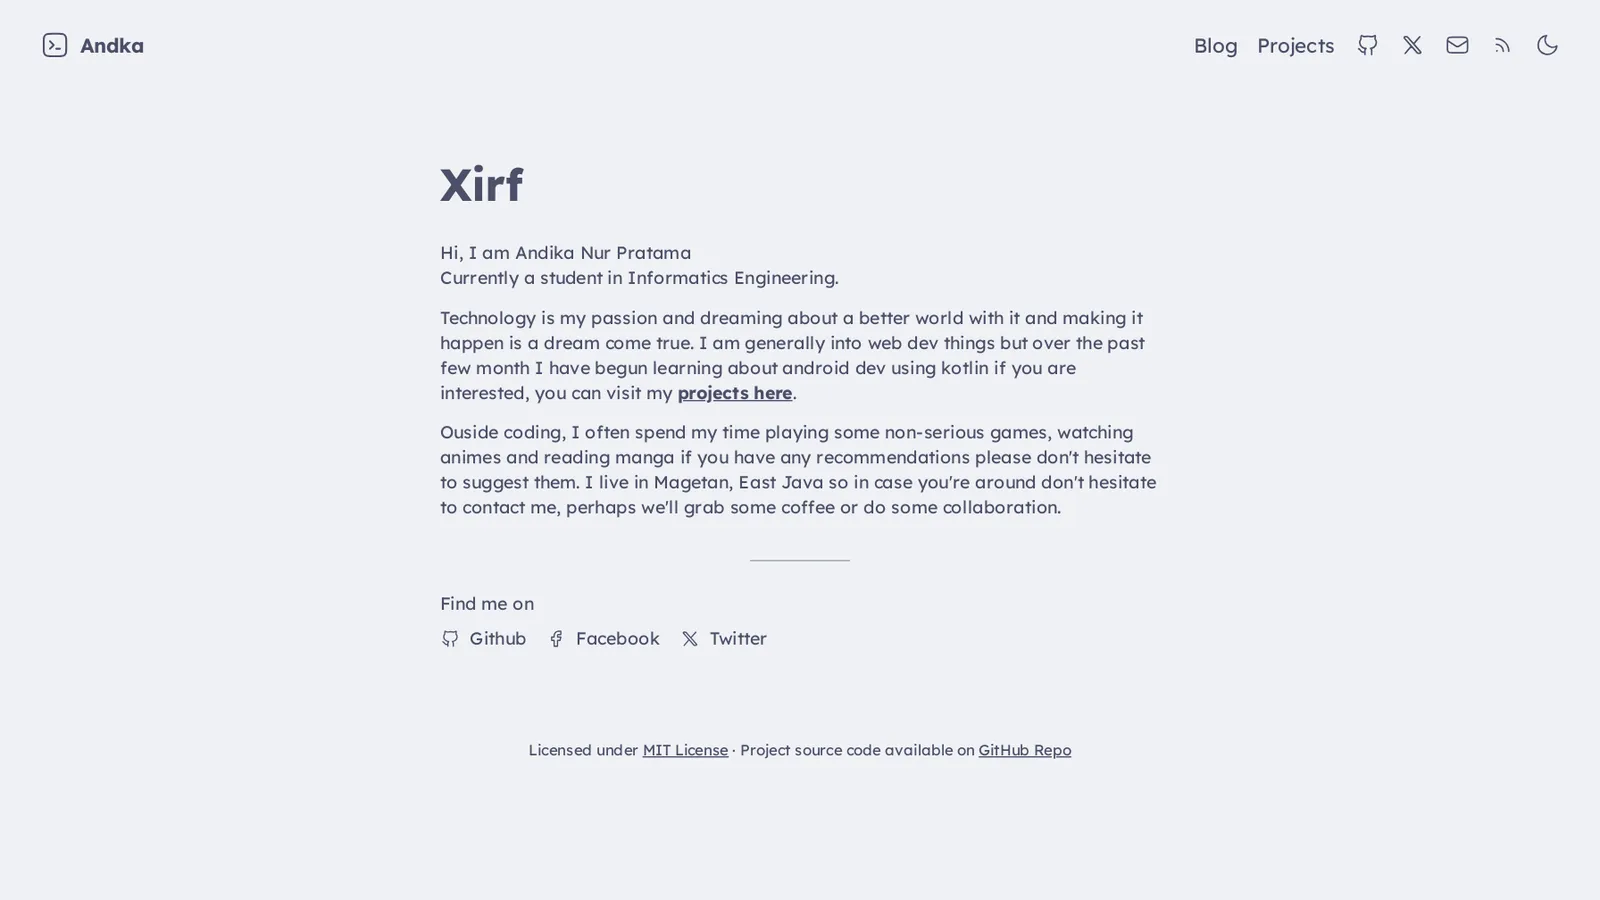 Andka
Blog Projects
Xirf
Hi, I am Andika Nur Pratama
Currently a student in Informatics Engineering.
Technology is my passion and dreaming about a better world with it and making it
happen is a dream come true. I am generally into web dev things but over the past
few month I have begun learning about android dev using kotlin if you are
interested, you can visit my projects here.
Ouside coding, I often spend my time playing some non-serious games, watching
animes and reading manga if you have any recommendations please don't hesitate
to suggest them. I live in Magetan, East Java so in case you're around don't hesitate
to contact me, perhaps we'll grab some coffee or do some collaboration.
Find me on
Github Facebook Twitter
Licensed under MIT License · Project source code available on GitHub Repo